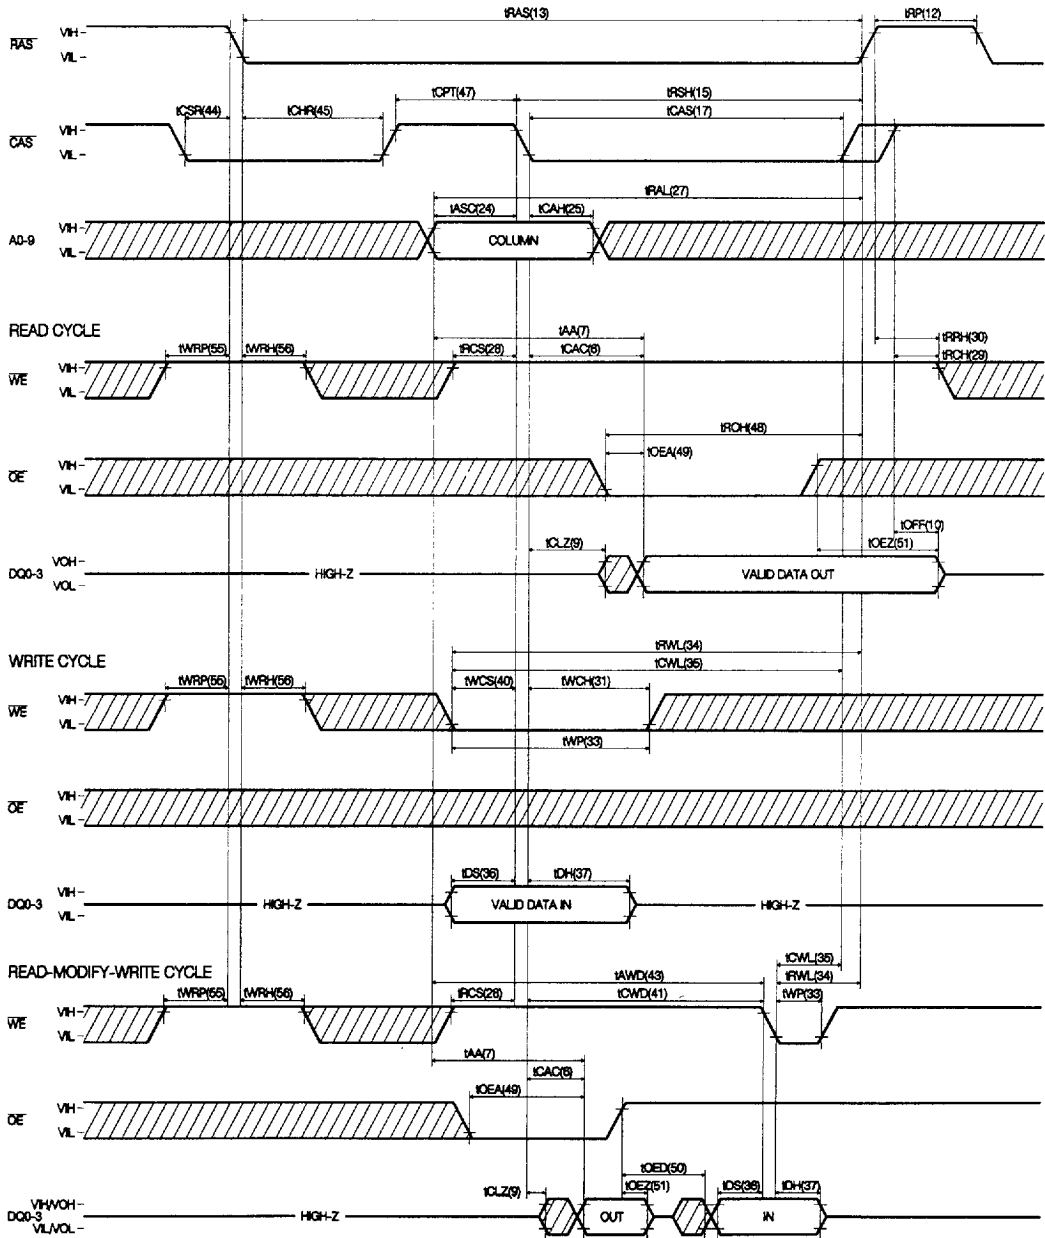 tRAS(13) tRP(12)
RAS VIH
VIL
tCPT(47) tRSH(15)
tCSR(44) tCHR(45) tCAS(17)
CAS VIH
VIL
tRAL(27)
tASC(24) tCAH(25)
A0-9 VIH COLUMN
VIL
READ CYCLE
tAA(7) tRRH(30)
tWRP(55) tWRH(56) tRCS(28) tCAC(6) tRCH(29)
WE VIH
VIL
tROH(48)
tOEA(49)
OE VIH
VIL
tOFF(10)
tCLZ(9) tOEZ(51)
DQ0-3 VOH HIGH-Z VALID DATA OUT
VOL
tRWL(34)
WRITE CYCLE tCWL(35)
tWRP(55) tWRH(56) tWCS(40) tWCH(31)
WE VIH
VIL
tWP(33)
OE VIH
VIL
tDS(36) tDH(37)
DQ0-3 VIH HIGH-Z VALID DATA IN HIGH-Z
VIL
tCWL(35)
READ-MODIFY-WRITE CYCLE tAWD(43) tRWL(34)
tWRP(55) tWRH(56) tRCS(28) tCWD(41) tWP(33)
WE VIH
VIL
tAA(7)
tCAC(6)
tOEA(49)
OE VIH
VIL
tOED(50)
tCLZ(9) tOEZ(51) tDS(36) tDH(37)
DQ0-3 VIH/VOH HIGH-Z OUT IN
VIL/VOL